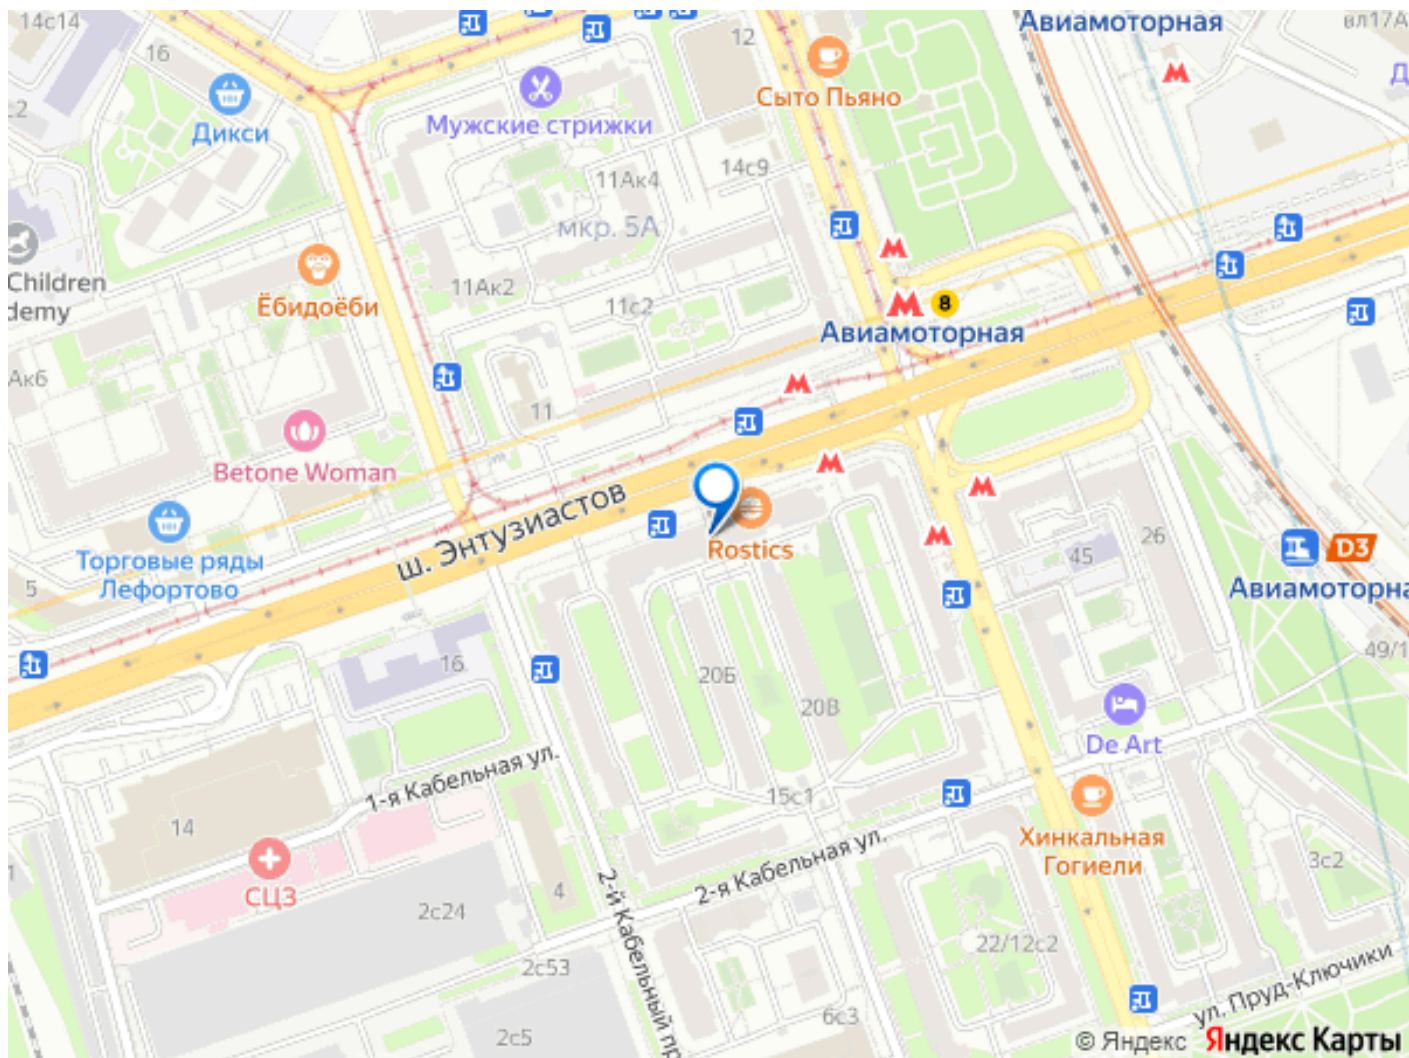 14с14
16
.2
Дикси
Мужские стрижки
12
Сыто Пьяно
Авиамоторная
вл17А
Д
14с9
11Ак4
мкр. 5А
Children
demy
Ёбидоёби
11Ак2
11с2
8
Авиамоторная
Ак6
11
Betone Woman
ш. Энтузиастов
Торговые ряды
Лефортово
5
Rostics
26
45
D3
Авиамоторна
49/1
16
20Б
20В
De Art
1-я Кабельная ул.
15с1
14
Хинкальная
Гогиели
2-я Кабельная ул.
3с2
СЦЗ
4
2с24
2-й Кабельный пр
22/12с2
2с53
ул. Пруд-Ключики
6с3
2с5
1
© Яндекс Яндекс Карты